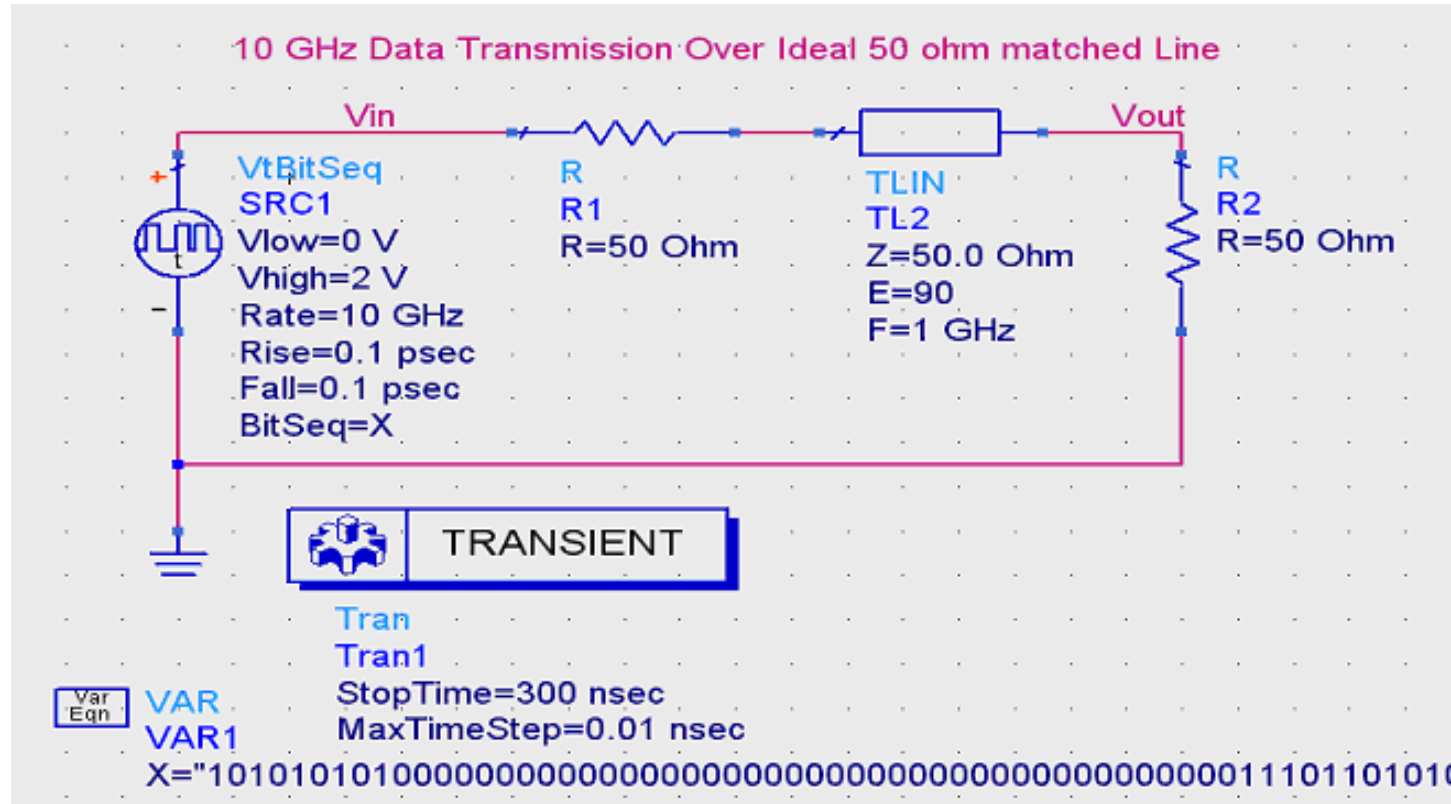 10 GHz Data Transmission Over Ideal 50 ohm matched Line
Vin
Vout
+
VtBitSeq
SRC1
Vlow=0 V
Vhigh=2 V
Rate=10 GHz
Rise=0.1 psec
Fall=0.1 psec
BitSeq=X
t
–
R
R1
R=50 Ohm
TLIN
TL2
Z=50.0 Ohm
E=90
F=1 GHz
R
R2
R=50 Ohm
TRANSIENT
Tran
Tran1
StopTime=300 nsec
MaxTimeStep=0.01 nsec
Var
Eqn
VAR
VAR1